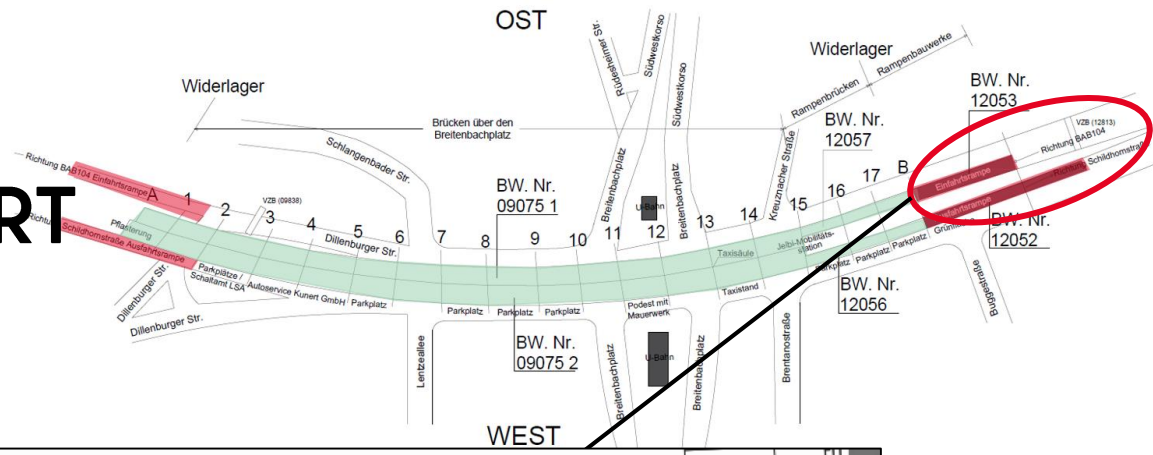 OST
Widerlager
Brücken über den
Breitenbachplatz
Rüdesheimer Str.
Südwestkorso
Südwestkorso
Widerlager
Rampenbrücken
Rampenbauwerke
BW. Nr.
12053
BW. Nr.
12057
VZB (12813)
Richtung BAB104
Einfahrtsrampe
Richtung Schildhornstraße
Ausfahrtsrampe
BW. Nr.
12052
Richtung BAB104 Einfahrtsrampe
RT
Richtung Schildhornstraße Ausfahrtsrampe
Pflasterung
VZB (09838)
Schlangenbader Str.
Dillenburger Str.
A 1 2 3 4 5 6 7 8 9 10 11 12 13 14 15 16 17 B
BW. Nr.
09075 1
Breitenbachplatz
U-Bahn
Breitenbachplatz
Kreuznacher Straße
Taxisäule
Jelbi-Mobilitäts-
station
Dillenburger Str.
Dillenburger Str.
Parkplätze /
Schaltamt LSA
Autoservice Kunert GmbH
Parkplatz
Parkplatz
Parkplatz
Parkplatz
Podest mit
Mauerwerk
Taxistand
Parkplatz
Parkplatz
Parkplatz
BW. Nr.
12056
BW. Nr.
09075 2
Lentzeallee
Breitenbachplatz
U-Bahn
Breitenbachplatz
Brentanostraße
Buggestraße
WEST